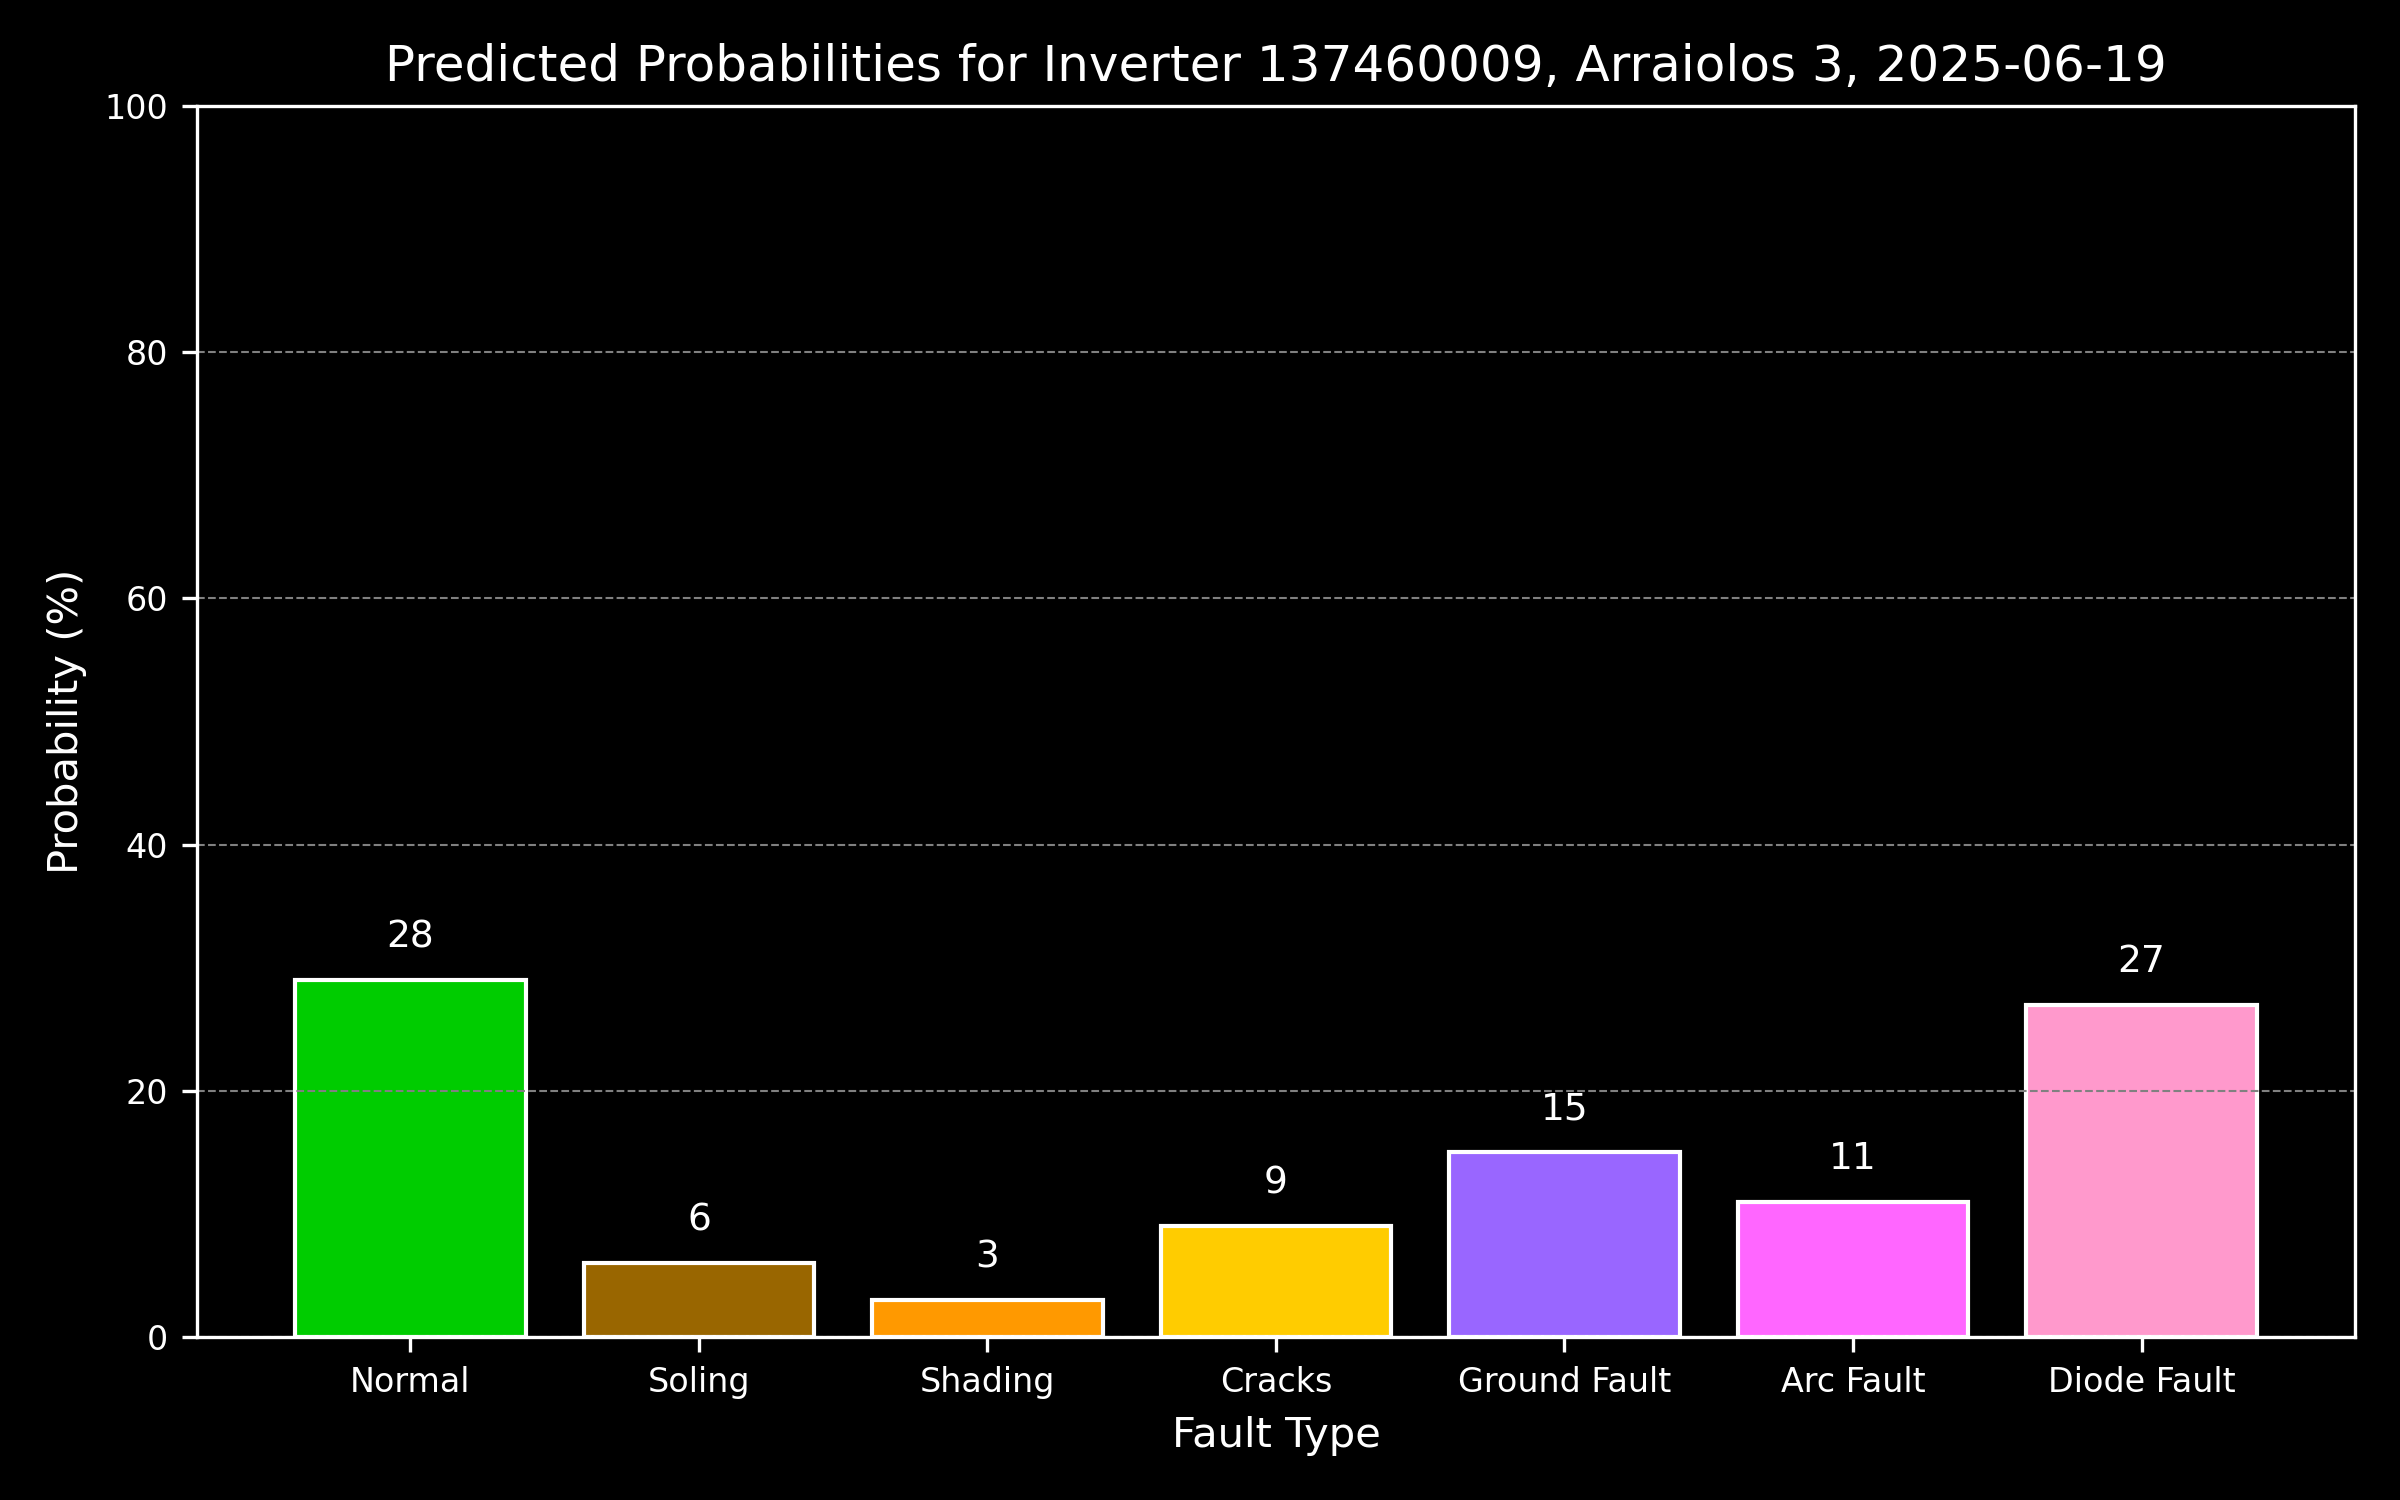 Predicted Probabilities for Inverter 137460009, Arraiolos 3, 2025-06-19
100
80
60
40
20
0
Probability (%)
28
6
3
9
15
11
27
Normal
Soling
Shading
Cracks
Ground Fault
Arc Fault
Diode Fault
Fault Type